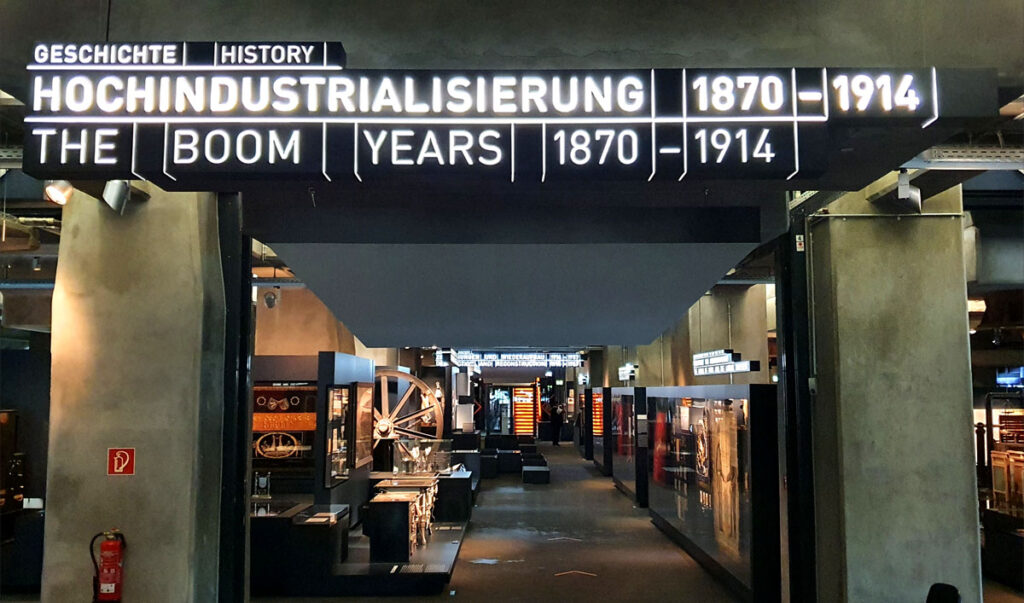 GESCHICHTE HISTORY
HOCHINDUSTRIALISIERUNG 1870 – 1914
THE BOOM YEARS 1870 – 1914